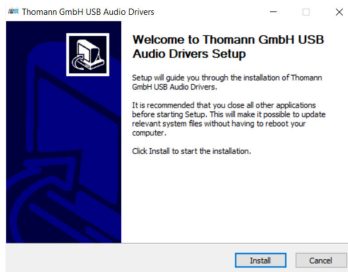 Thomann GmbH USB Audio Drivers
Welcome to Thomann GmbH USB
Audio Drivers Setup
Setup will guide you through the installation of Thomann
GmbH USB Audio Drivers.
It is recommended that you close all other applications
before starting Setup. This will make it possible to update
relevant system files without having to reboot your
computer.
Click Install to start the installation.
Install
Cancel